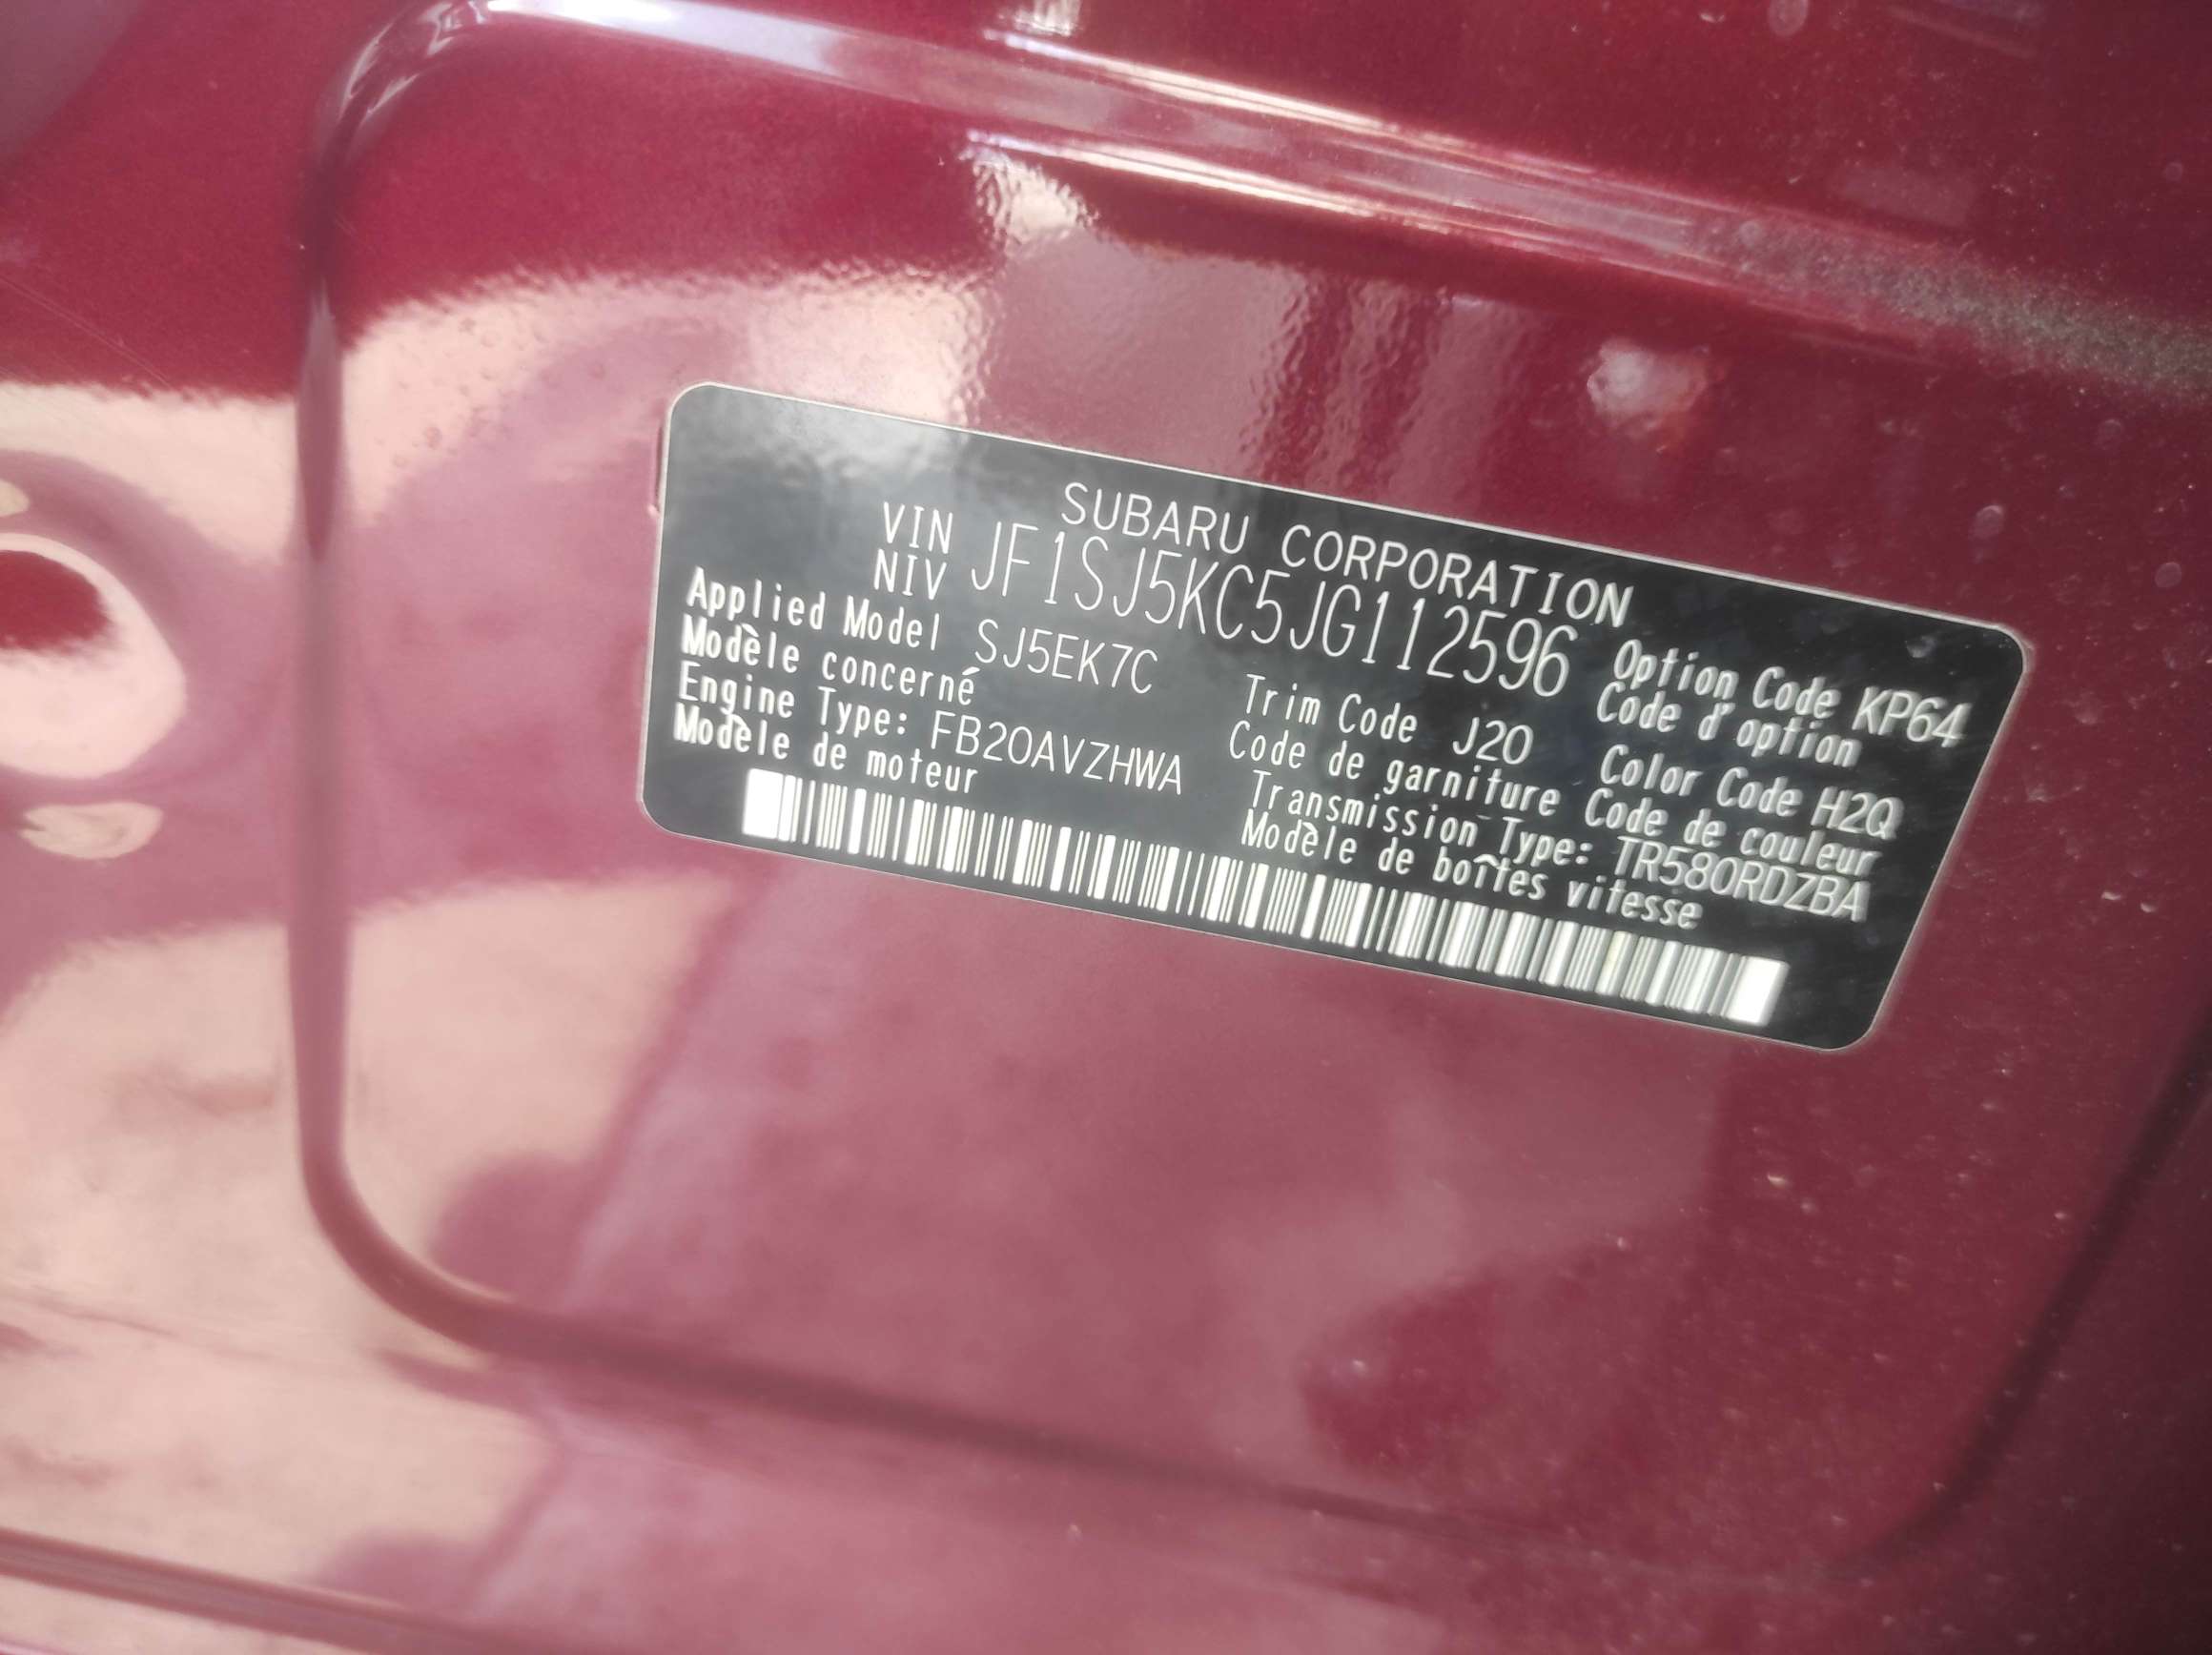 SUBARU CORPORATION
VIN
NIV
JF1SJ5KC5JG112596
Applied Model SJ5EK7C
Modèle concerné
Engine Type: FB20AVZHWA
Modèle de moteur
Trim Code J20
Code de garniture
Option Code KP64
Code d'option
Color Code H2Q
Code de couleur
Transmission Type: TR580RDZBA
Modèle de boîtes vitesse